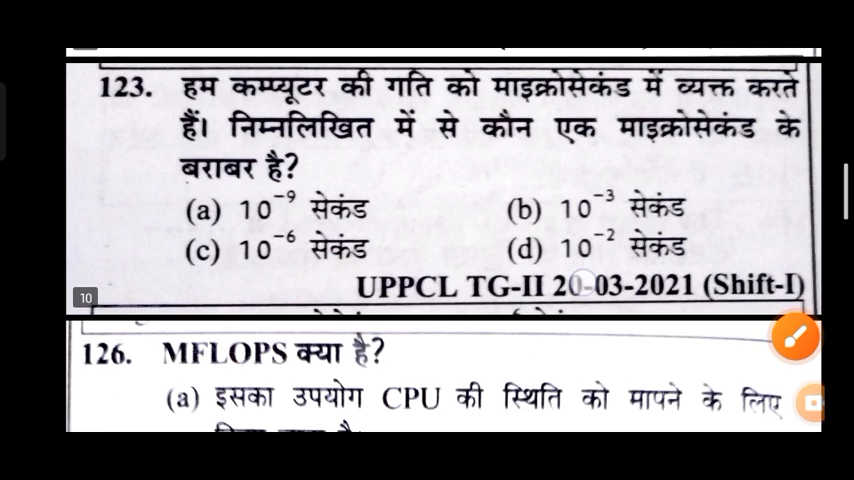 123. हम कम्प्यूटर की गति को माइक्रोसेकंड में व्यक्त करते
हैं। निम्नलिखित में से कौन एक माइक्रोसेकंड के
बराबर है?
(a) 10⁻⁹ सेकंड (b) 10⁻³ सेकंड
(c) 10⁻⁶ सेकंड (d) 10⁻² सेकंड
UPPCL TG-II 20-03-2021 (Shift-I)
10
126. MFLOPS क्या है?
(a) इसका उपयोग CPU की स्थिति को मापने के लिए